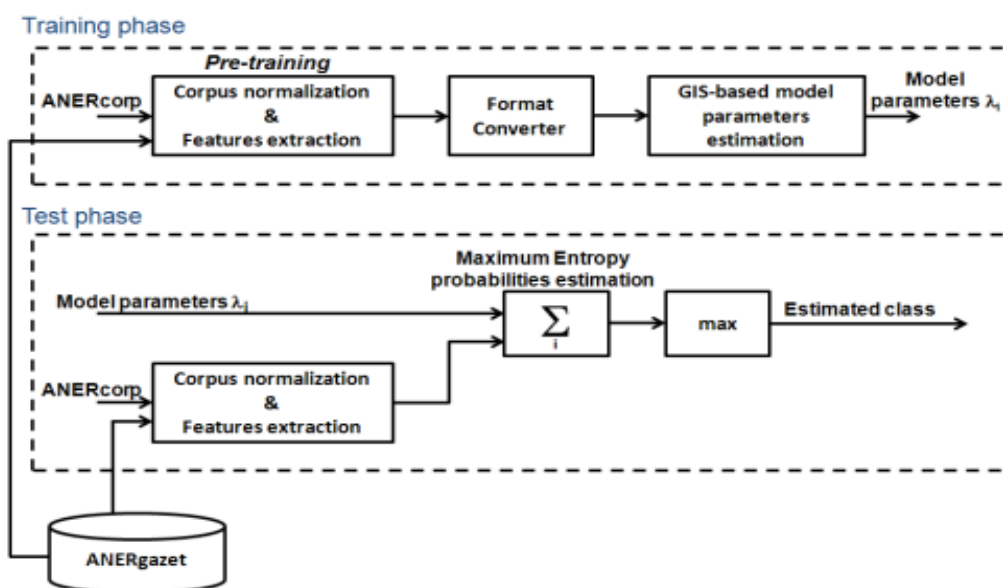 Training phase
Pre-training
ANERcorp
Corpus normalization
&
Features extraction
Format
Converter
GIS-based model
parameters
estimation
Model
parameters λi
Test phase
Maximum Entropy
probabilities estimation
Model parameters λi
∑
i
max
Estimated class
ANERcorp
Corpus normalization
&
Features extraction
ANERgazet